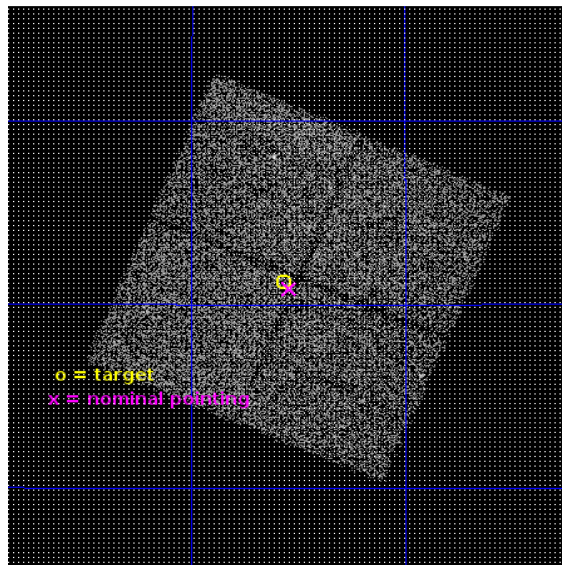 o = target
x = nominal pointing